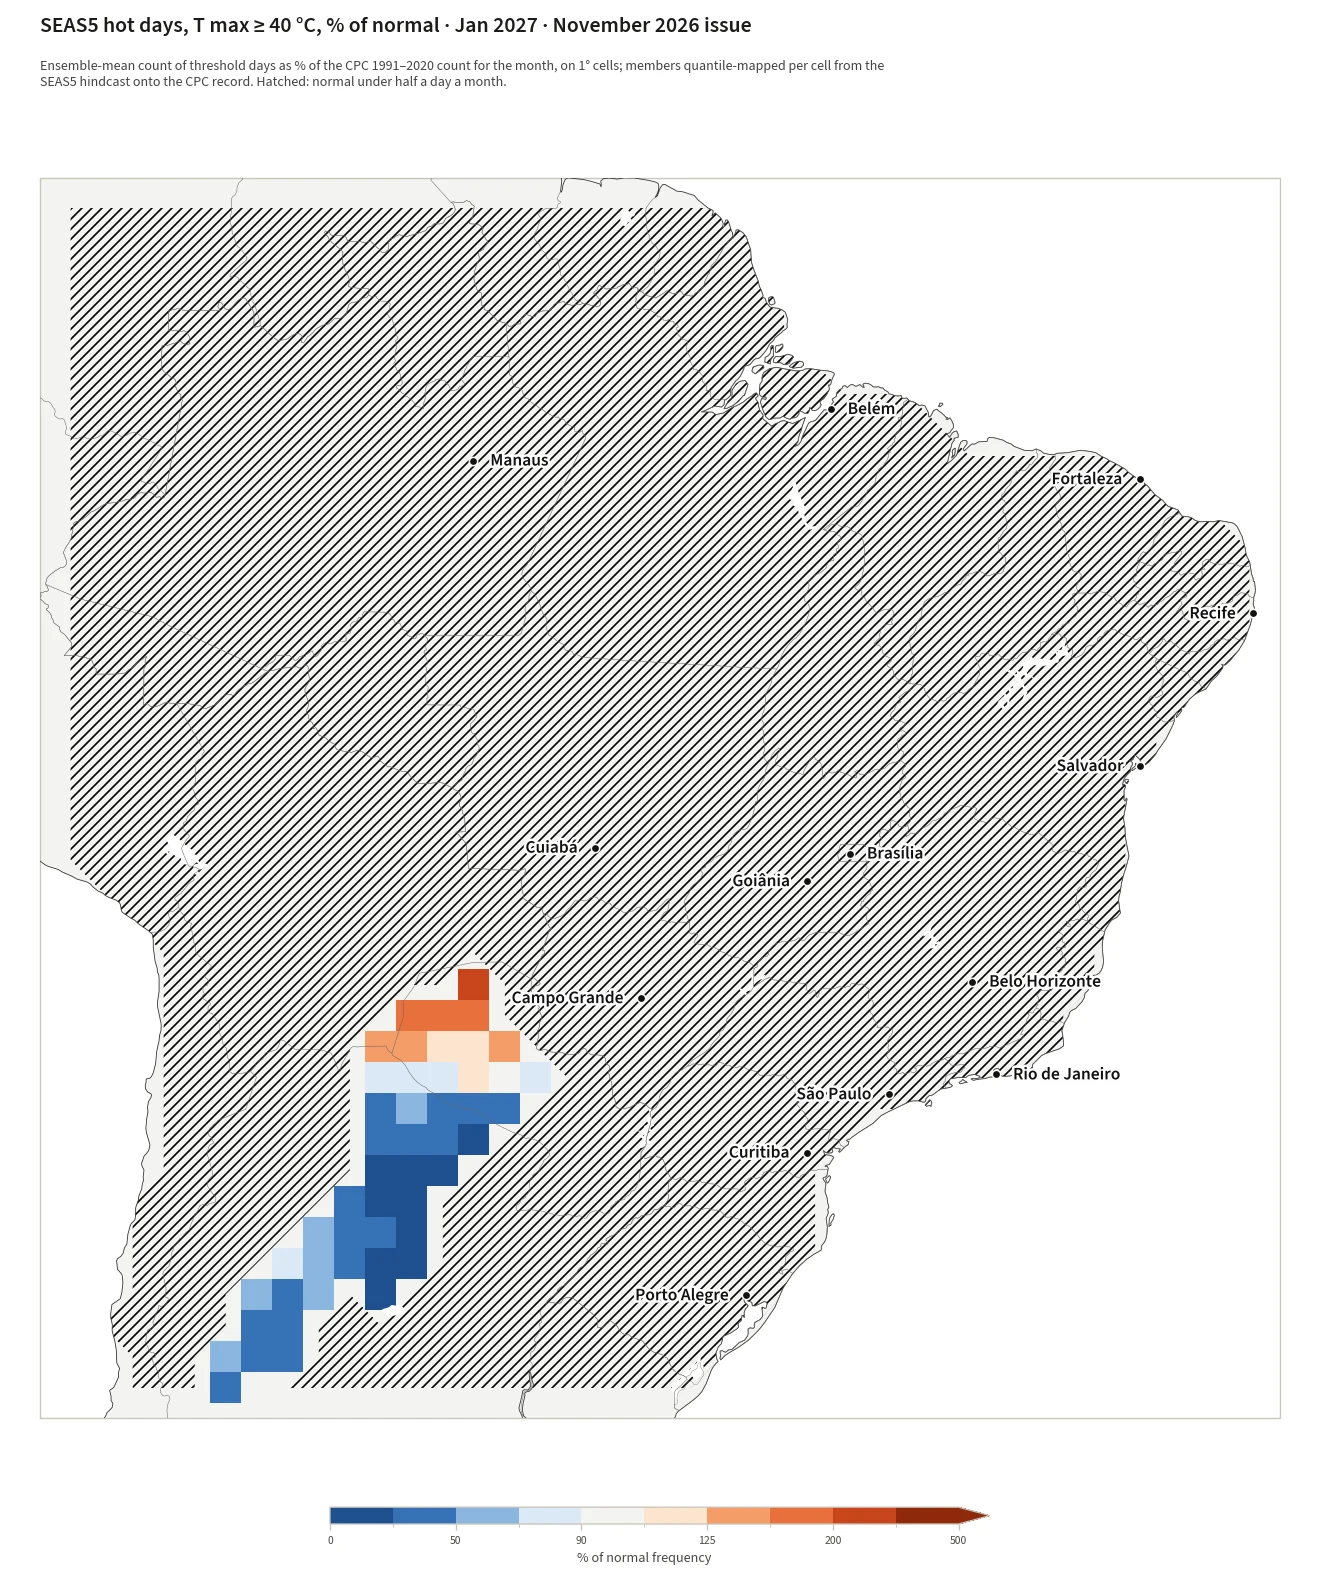 SEAS5 hot days, T max ≥ 40 °C, % of normal · Jan 2027 · November 2026 issue
Ensemble-mean count of threshold days as % of the CPC 1991–2020 count for the month, on 1° cells; members quantile-mapped per cell from the
SEAS5 hindcast onto the CPC record. Hatched: normal under half a day a month.
Belém
Manaus
Fortaleza
Recife
Salvador
Cuiabá
Brasília
Goiânia
Belo Horizonte
Campo Grande
Rio de Janeiro
São Paulo
Curitiba
Porto Alegre
0 50 90 125 200 500
% of normal frequency